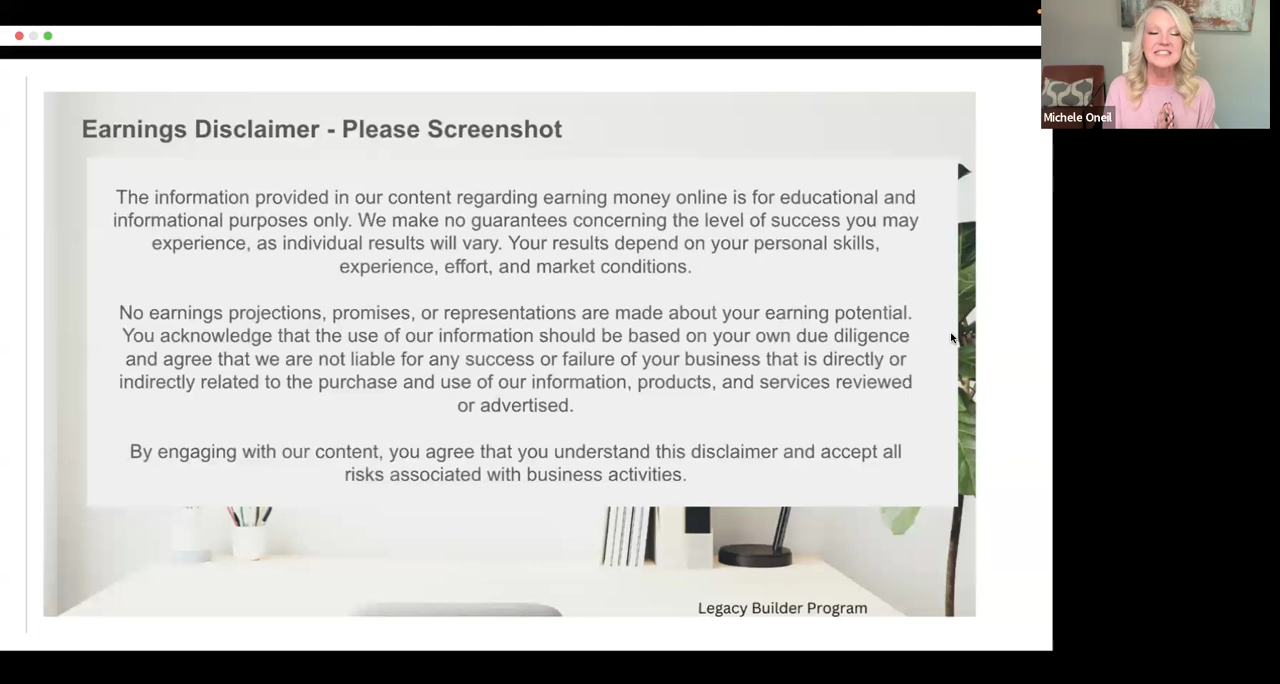 Michele Oneil
Earnings Disclaimer - Please Screenshot
The information provided in our content regarding earning money online is for educational and
informational purposes only. We make no guarantees concerning the level of success you may
experience, as individual results will vary. Your results depend on your personal skills,
experience, effort, and market conditions.
No earnings projections, promises, or representations are made about your earning potential.
You acknowledge that the use of our information should be based on your own due diligence
and agree that we are not liable for any success or failure of your business that is directly or
indirectly related to the purchase and use of our information, products, and services reviewed
or advertised.
By engaging with our content, you agree that you understand this disclaimer and accept all
risks associated with business activities.
Legacy Builder Program